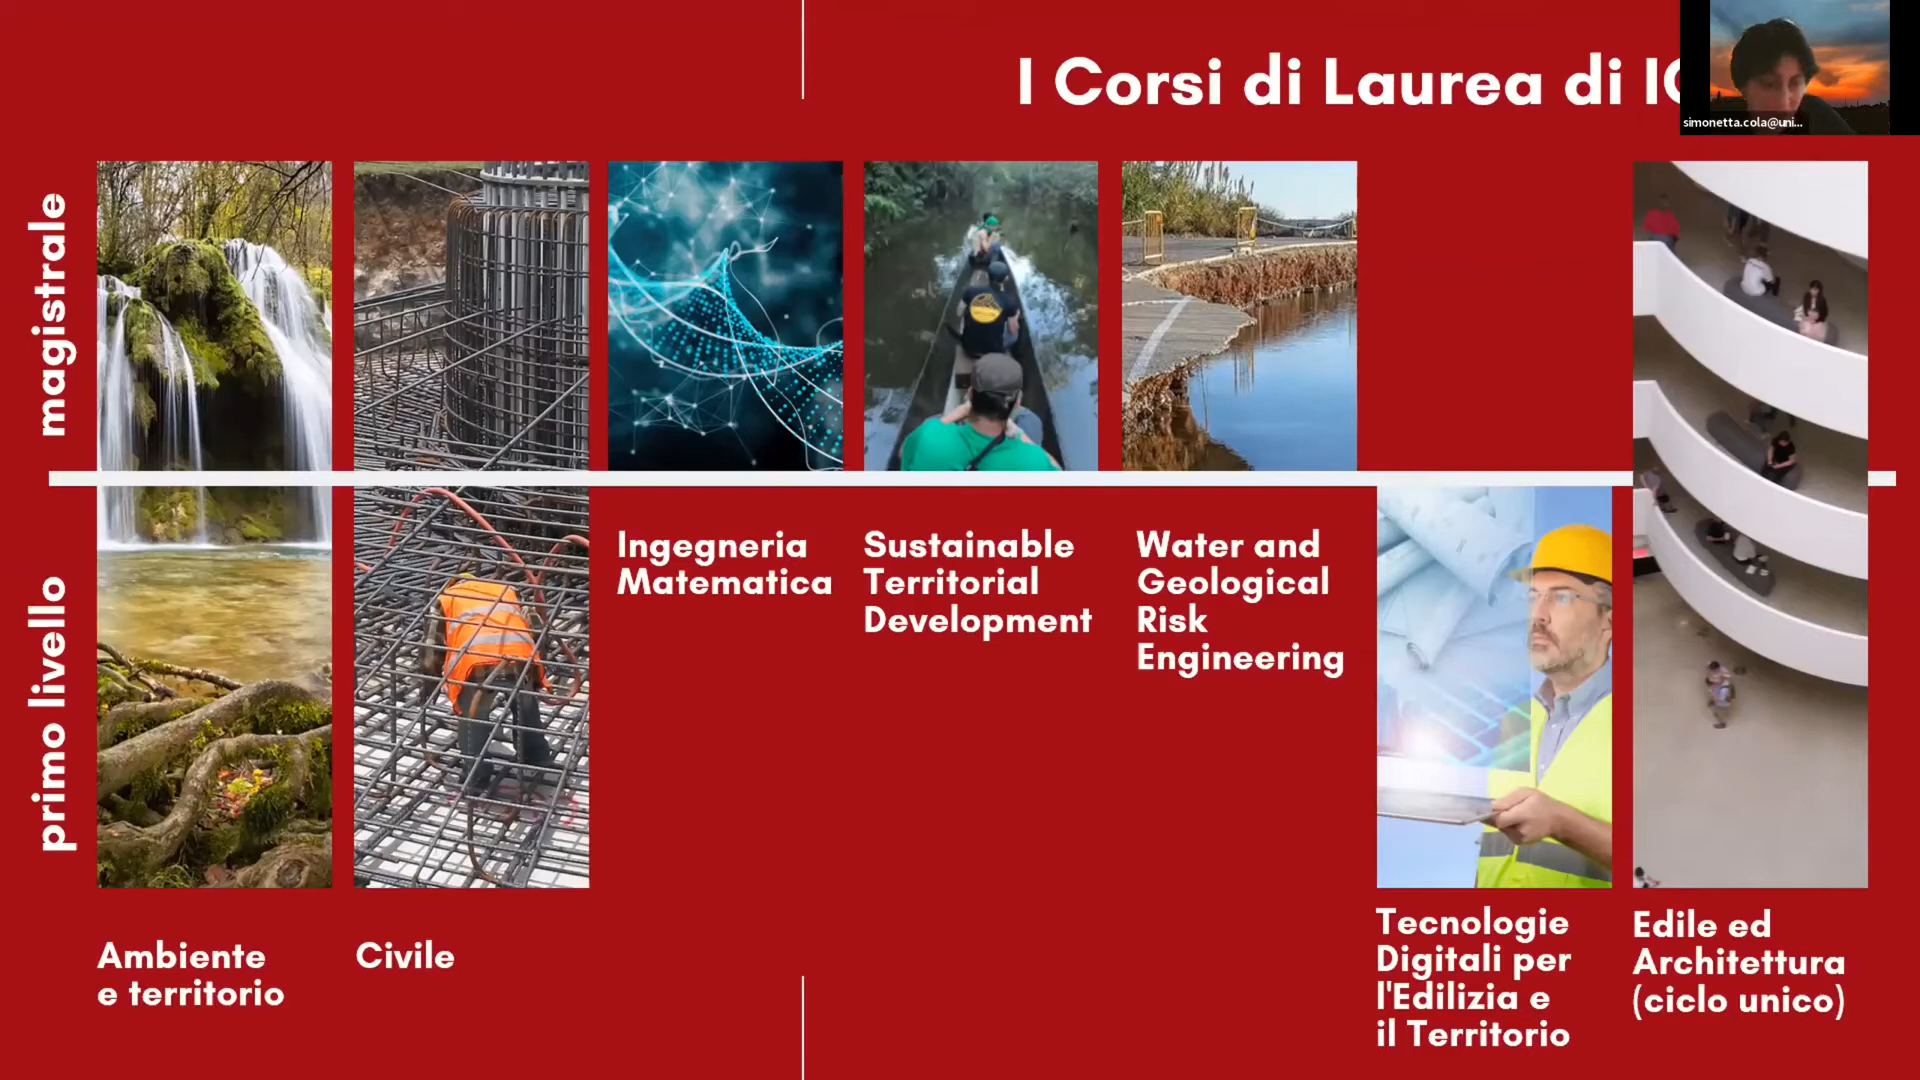 I Corsi di Laurea di
simonetta.cola@uni...
magistrale
primo livello
Ingegneria
Matematica
Sustainable
Territorial
Development
Water and
Geological
Risk
Engineering
Ambiente
e territorio
Civile
Tecnologie
Digitali per
l'Edilizia e
il Territorio
Edile ed
Architettura
(ciclo unico)